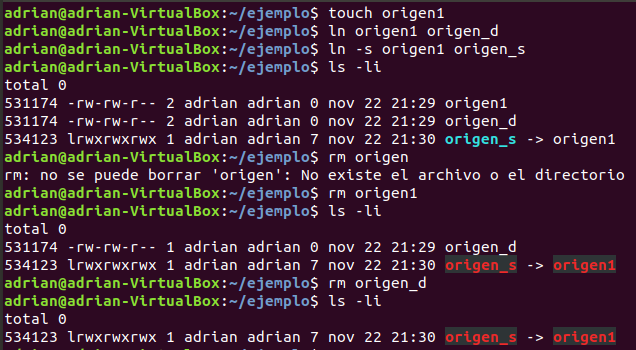 adrian@adrian-VirtualBox:~/ejemplo$ touch origen1
adrian@adrian-VirtualBox:~/ejemplo$ ln origen1 origen_d
adrian@adrian-VirtualBox:~/ejemplo$ ln -s origen1 origen_s
adrian@adrian-VirtualBox:~/ejemplo$ ls -li
total 0
531174 -rw-rw-r-- 2 adrian adrian 0 nov 22 21:29 origen1
531174 -rw-rw-r-- 2 adrian adrian 0 nov 22 21:29 origen_d
534123 lrwxrwxrwx 1 adrian adrian 7 nov 22 21:30 origen_s -> origen1
adrian@adrian-VirtualBox:~/ejemplo$ rm origen
rm: no se puede borrar 'origen': No existe el archivo o el directorio
adrian@adrian-VirtualBox:~/ejemplo$ rm origen1
adrian@adrian-VirtualBox:~/ejemplo$ ls -li
total 0
531174 -rw-rw-r-- 1 adrian adrian 0 nov 22 21:29 origen_d
534123 lrwxrwxrwx 1 adrian adrian 7 nov 22 21:30 origen_s -> origen1
adrian@adrian-VirtualBox:~/ejemplo$ rm origen_d
adrian@adrian-VirtualBox:~/ejemplo$ ls -li
total 0
534123 lrwxrwxrwx 1 adrian adrian 7 nov 22 21:30 origen_s -> origen1